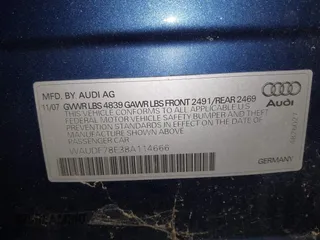 MFD. BY AUDI AG
11/07 GWWR LBS 4839 GAWR LBS FRONT 2491/REAR 2469
THIS VEHICLE CONFORMS TO ALL APPLICABLE
FEDERAL MOTOR VEHICLE SAFETY BUMPER AND THEFT
PREVENTION STANDARDS IN EFFECT ON THE DATE OF
MANUFACTURE SHOWN ABOVE
PASSENGER CAR
WAUDF78E38A114666
Audi
GERMANY